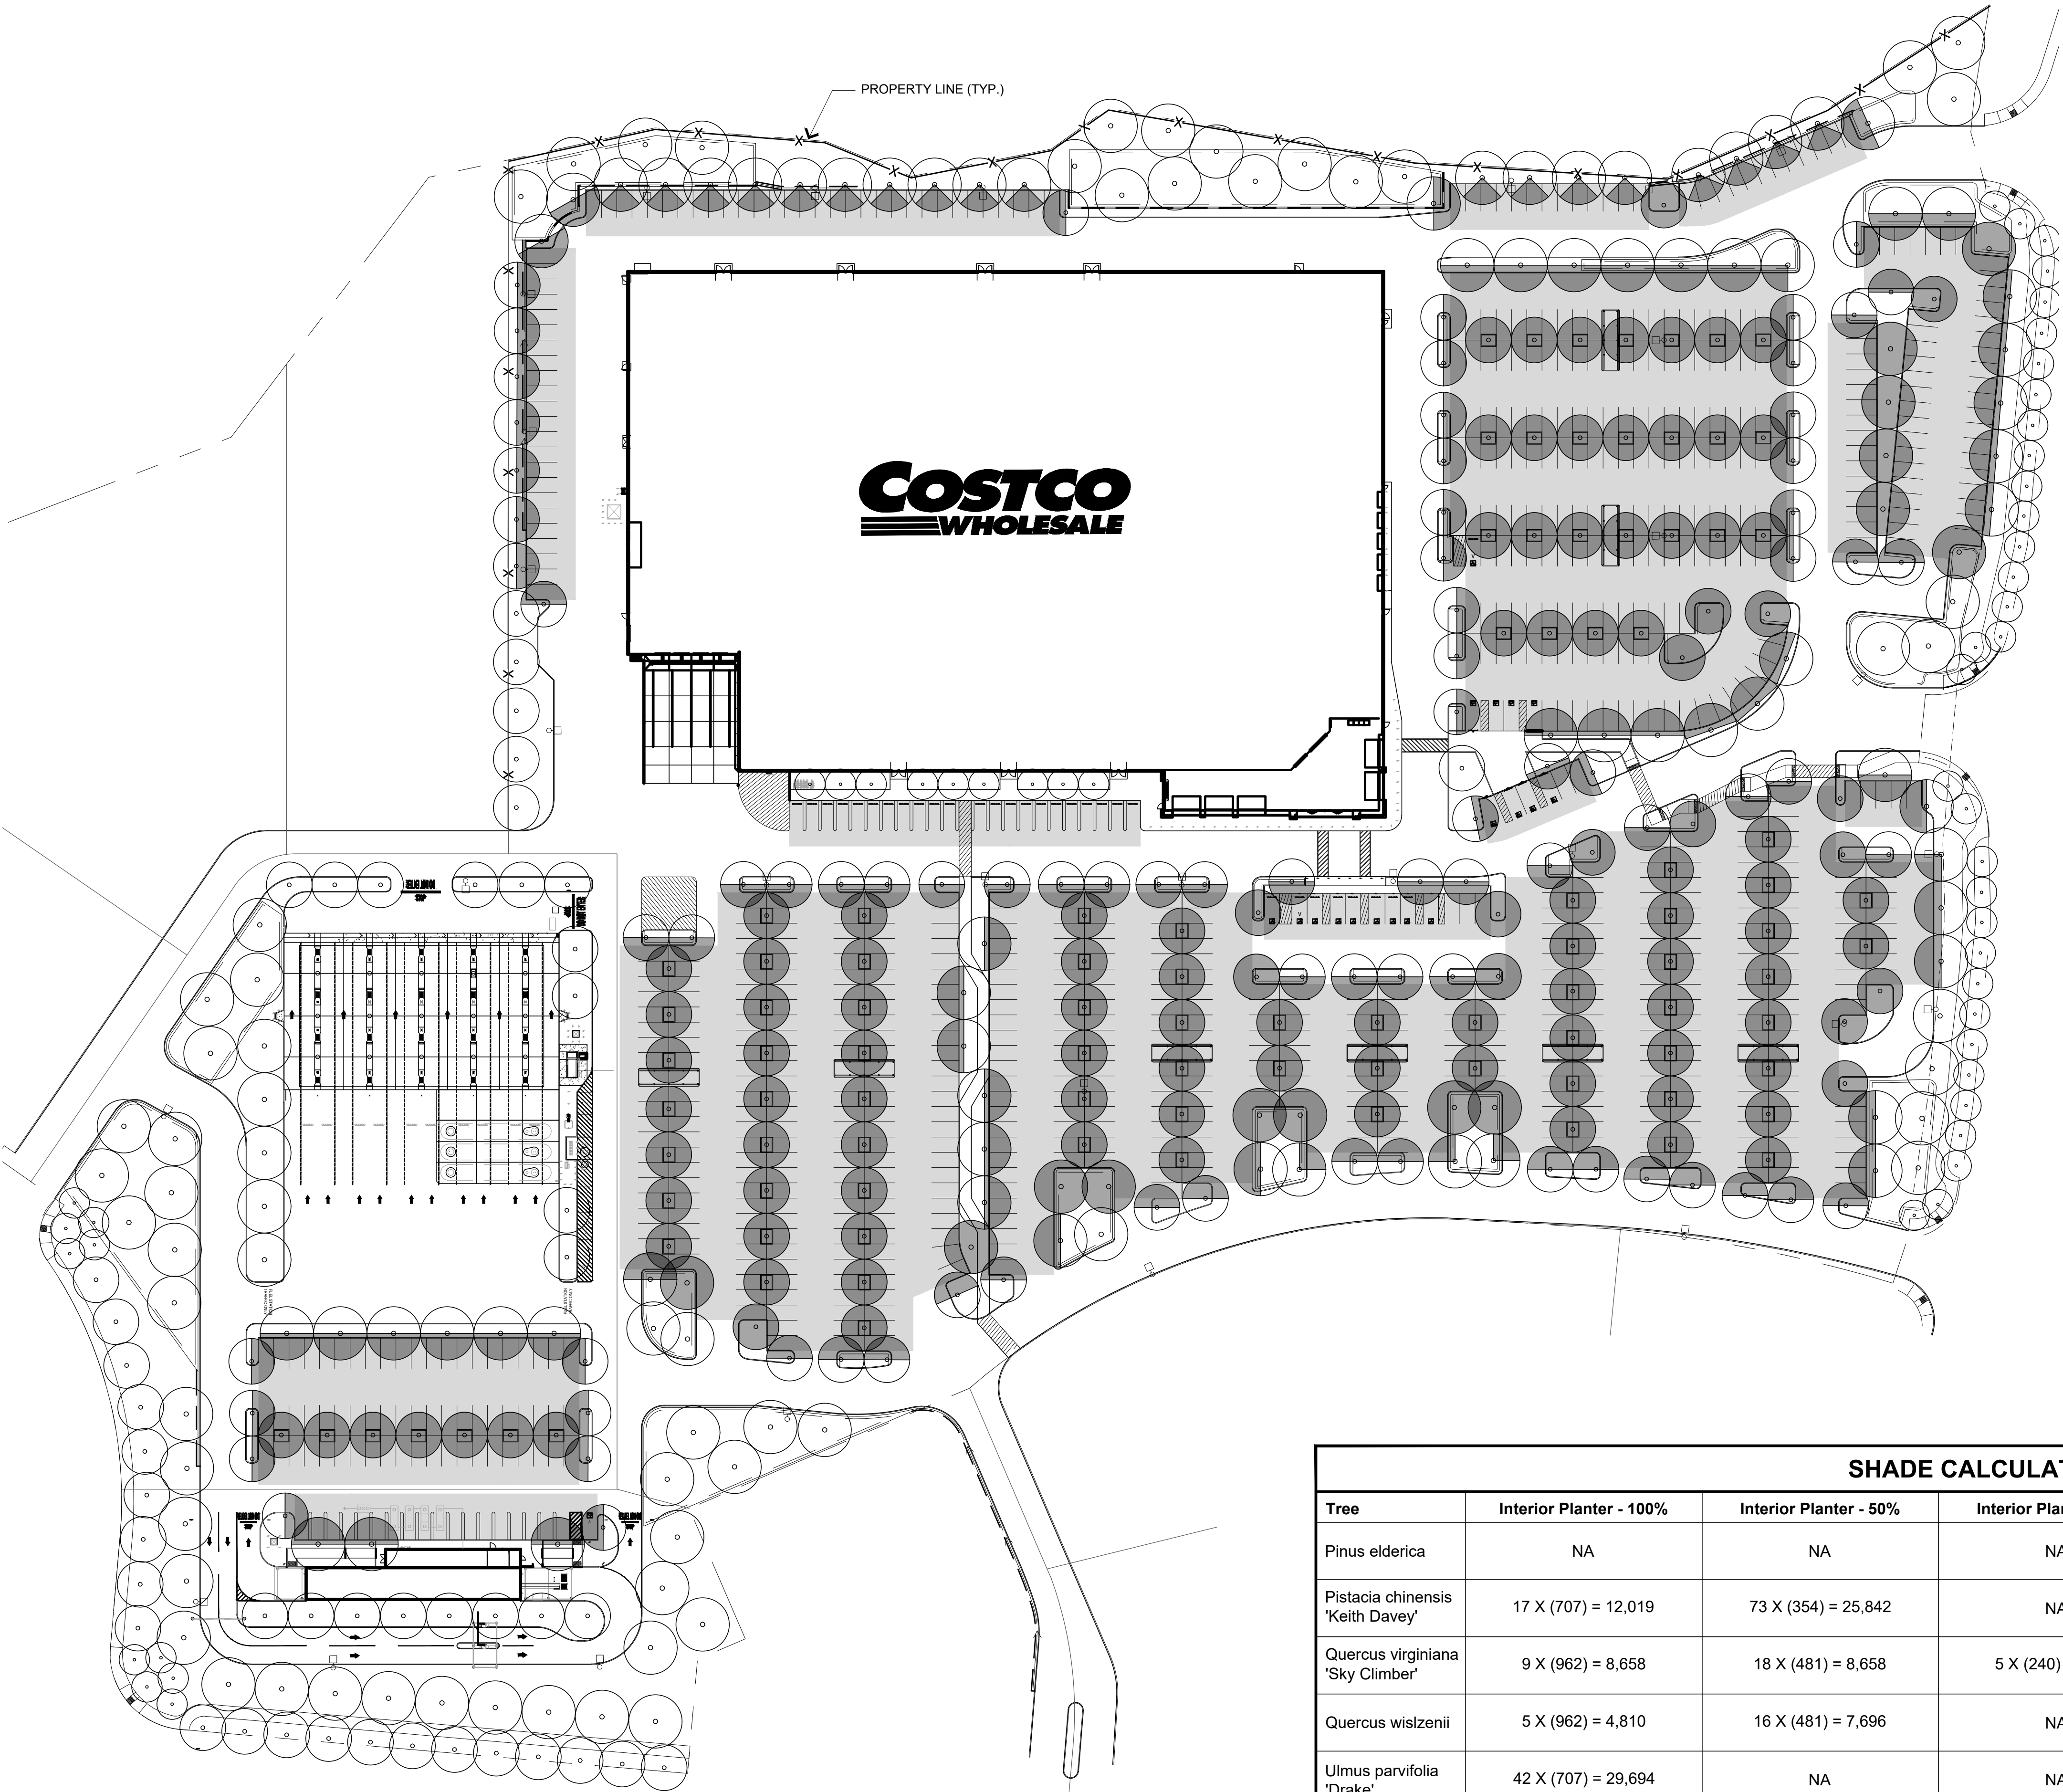 PROPERTY LINE (TYP.)
COSTCO
WHOLESALE
SHADE CALCULAT
Tree
Interior Planter - 100%
Interior Planter - 50%
Interior Plan
Pinus elderica
NA
NA
NA
Pistacia chinensis
'Keith Davey'
17 X (707) = 12,019
73 X (354) = 25,842
NA
Quercus virginiana
'Sky Climber'
9 X (962) = 8,658
18 X (481) = 8,658
5 X (240)
Quercus wislzenii
5 X (962) = 4,810
16 X (481) = 7,696
NA
Ulmus parvifolia
'Drake'
42 X (707) = 29,694
NA
NA